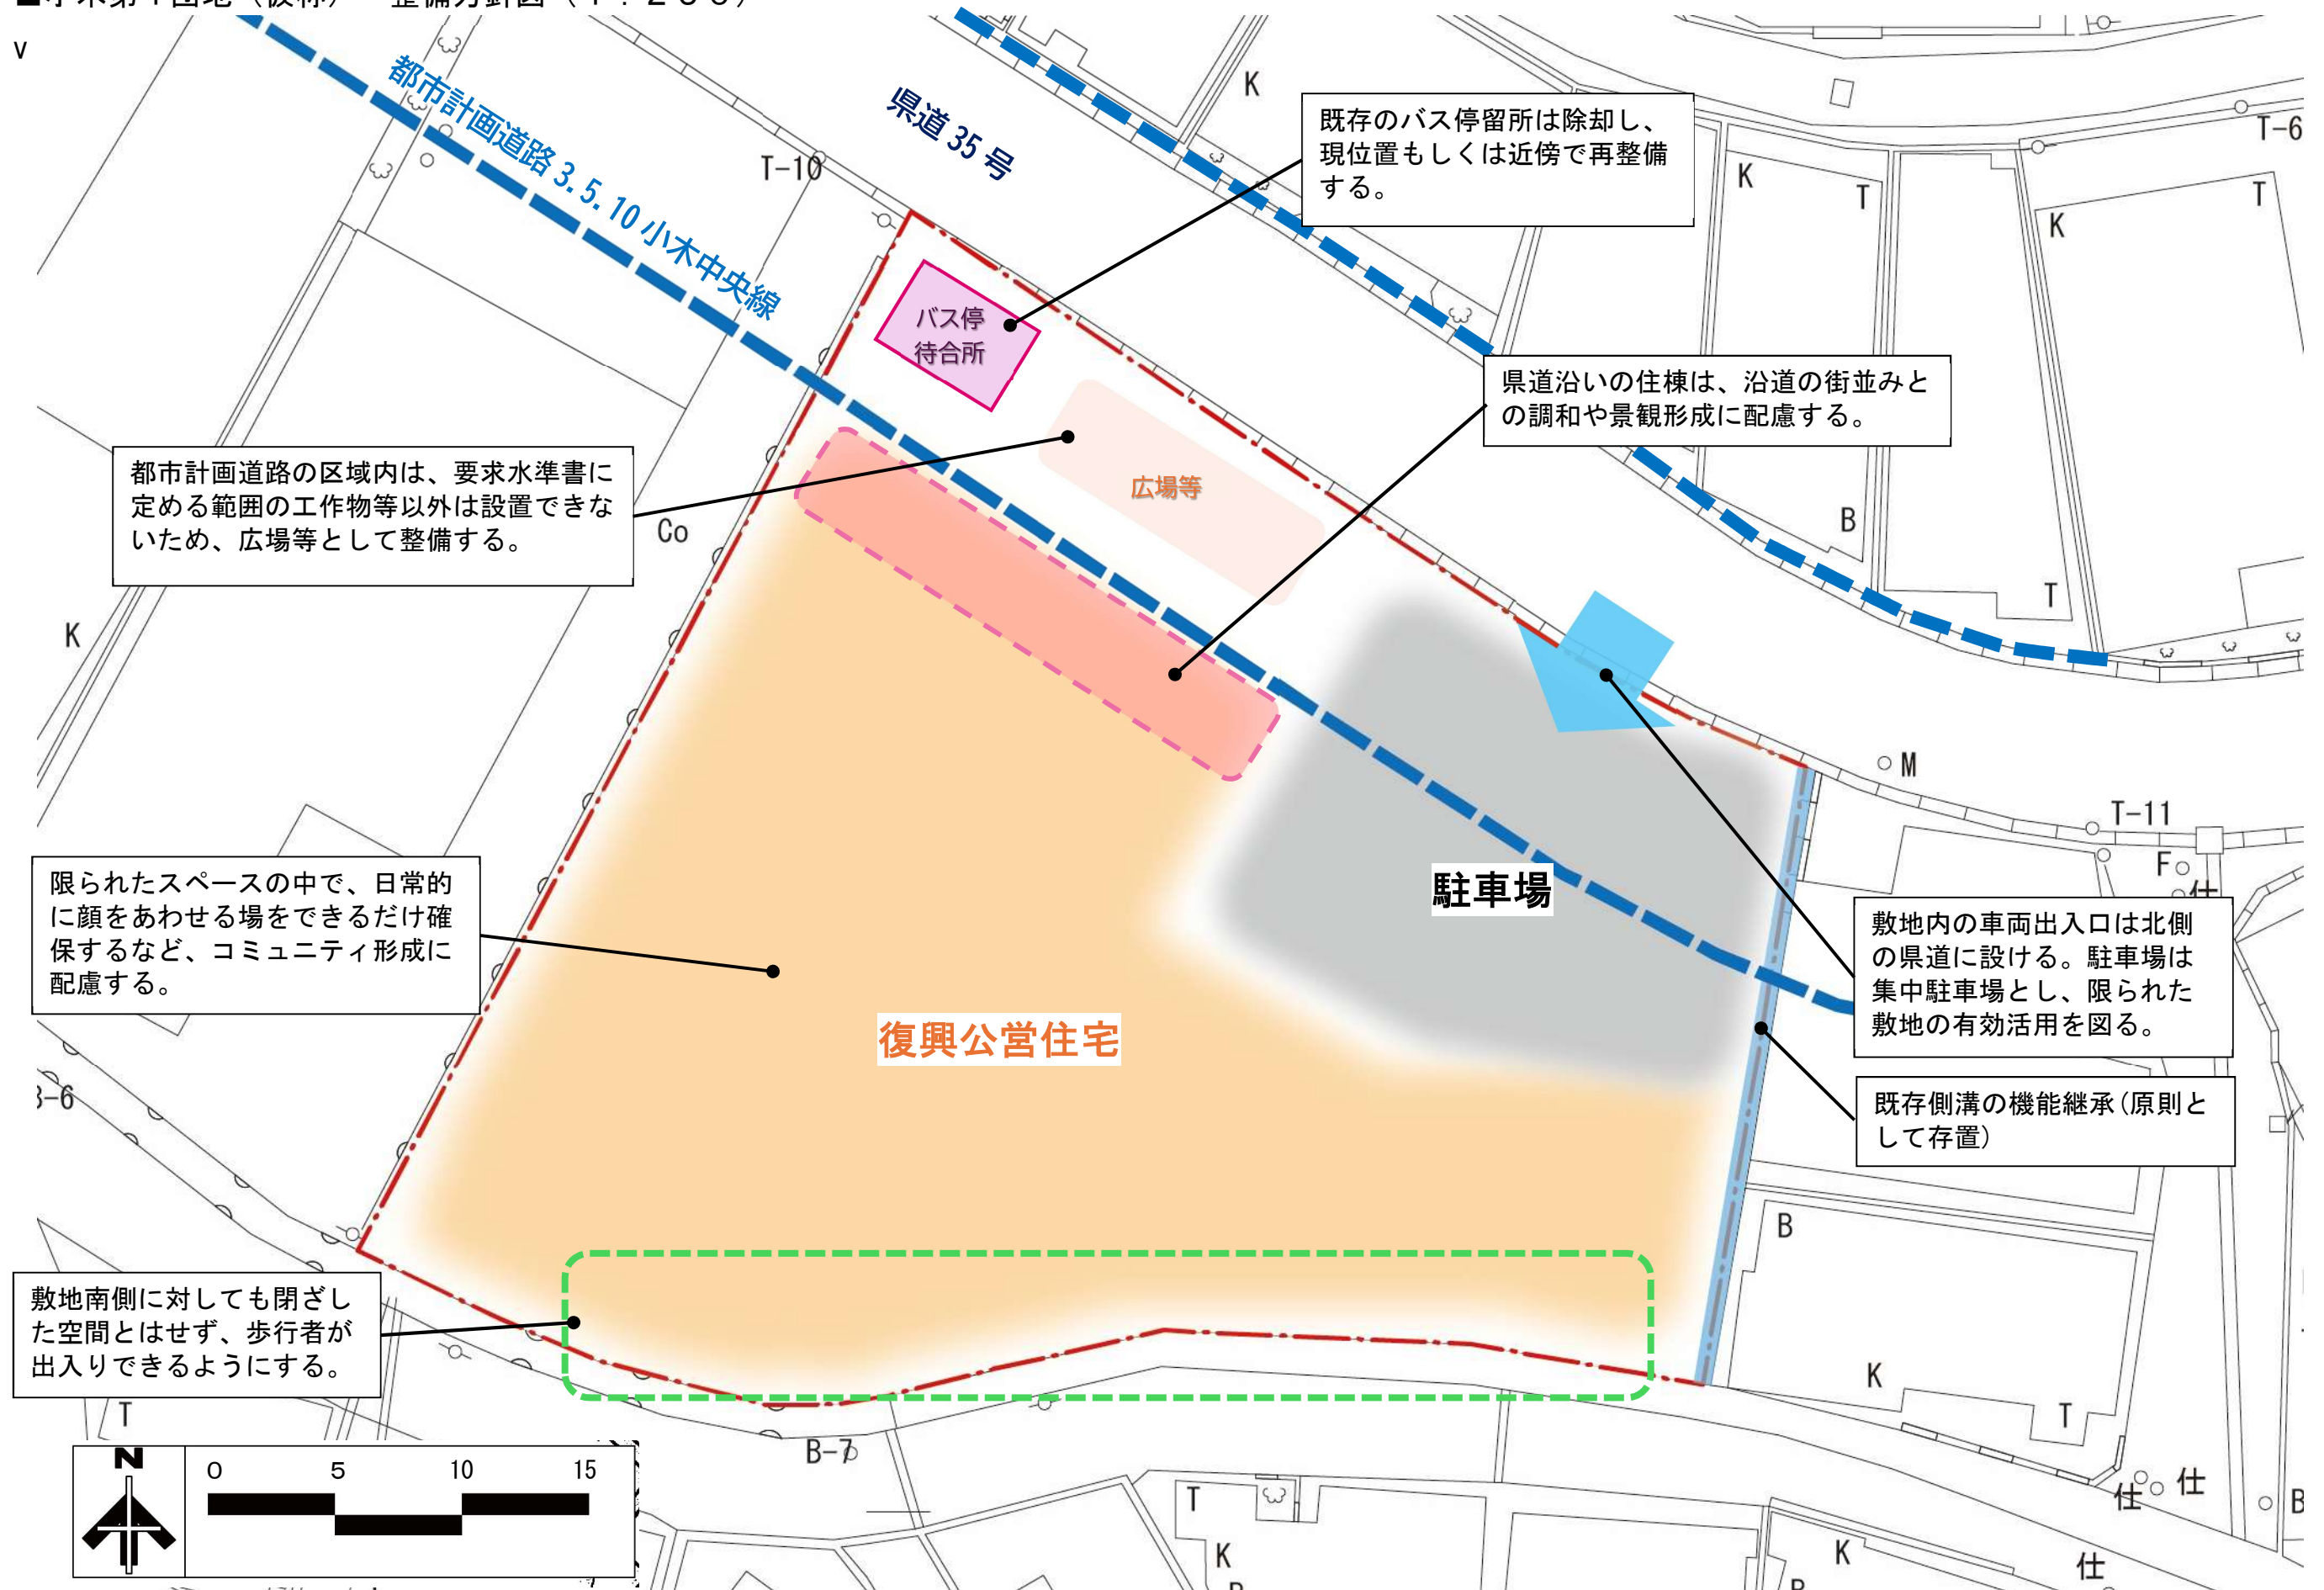 v
都市計画道路 3.5.10 小木中央線
県道 35 号
既存のバス停留所は除却し、
現位置もしくは近傍で再整備
する。
K
T-6
T-10
K
T
K
T
バス停
待合所
県道沿いの住棟は、沿道の街並みと
の調和や景観形成に配慮する。
都市計画道路の区域内は、要求水準書に
定める範囲の工作物等以外は設置できな
いため、広場等として整備する。
広場等
Co
B
T
K
M
T-11
F
仕
駐車場
限られたスペースの中で、日常的
に顔をあわせる場をできるだけ確
保するなど、コミュニティ形成に
配慮する。
敷地内の車両出入口は北側
の県道に設ける。駐車場は
集中駐車場とし、限られた
敷地の有効活用を図る。
復興公営住宅
既存側溝の機能継承(原則と
して存置)
B
敷地南側に対しても閉ざし
た空間とはせず、歩行者が
出入りできるようにする。
K
T
T
B-7
N
0 5 10 15
T
仕
仕
B
K
K
仕